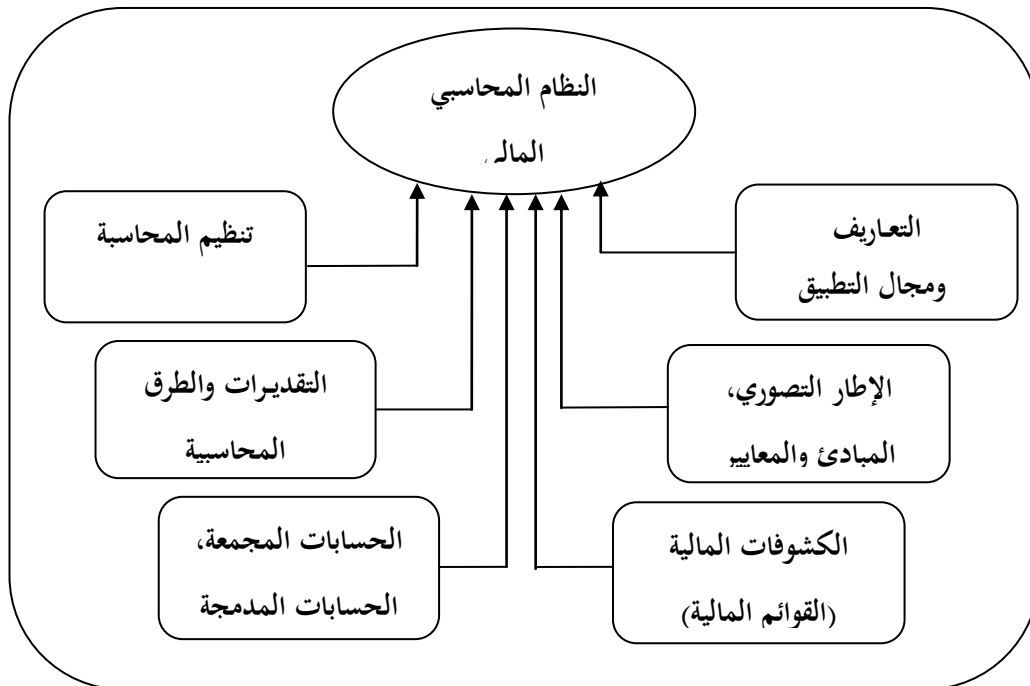 النظام المحاسبي
المالي
التعاريف
ومجال التطبيق
تنظيم المحاسبة
الإطار التصوري،
المبادئ والمعايير
التقديرات والطرق
المحاسبية
الكشوفات المالية
(القوائم المالية)
الحسابات المجمعة،
الحسابات المدمجة